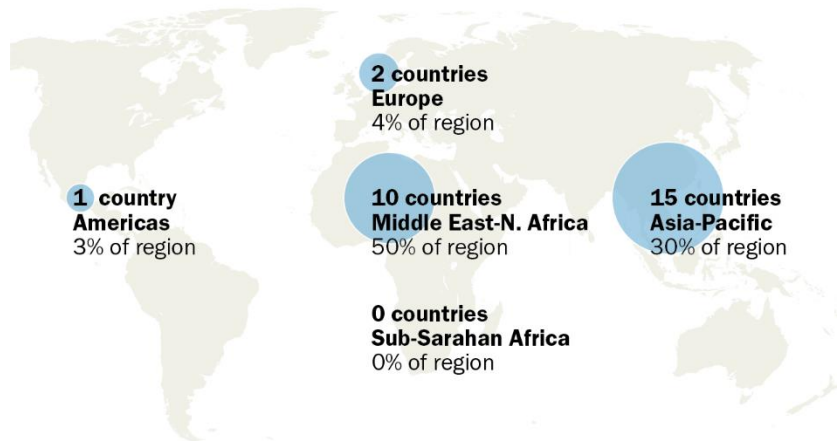 2 countries
Europe
4% of region
1 country
Americas
3% of region
10 countries
Middle East-N. Africa
50% of region
15 countries
Asia-Pacific
30% of region
0 countries
Sub-Sarahan Africa
0% of region